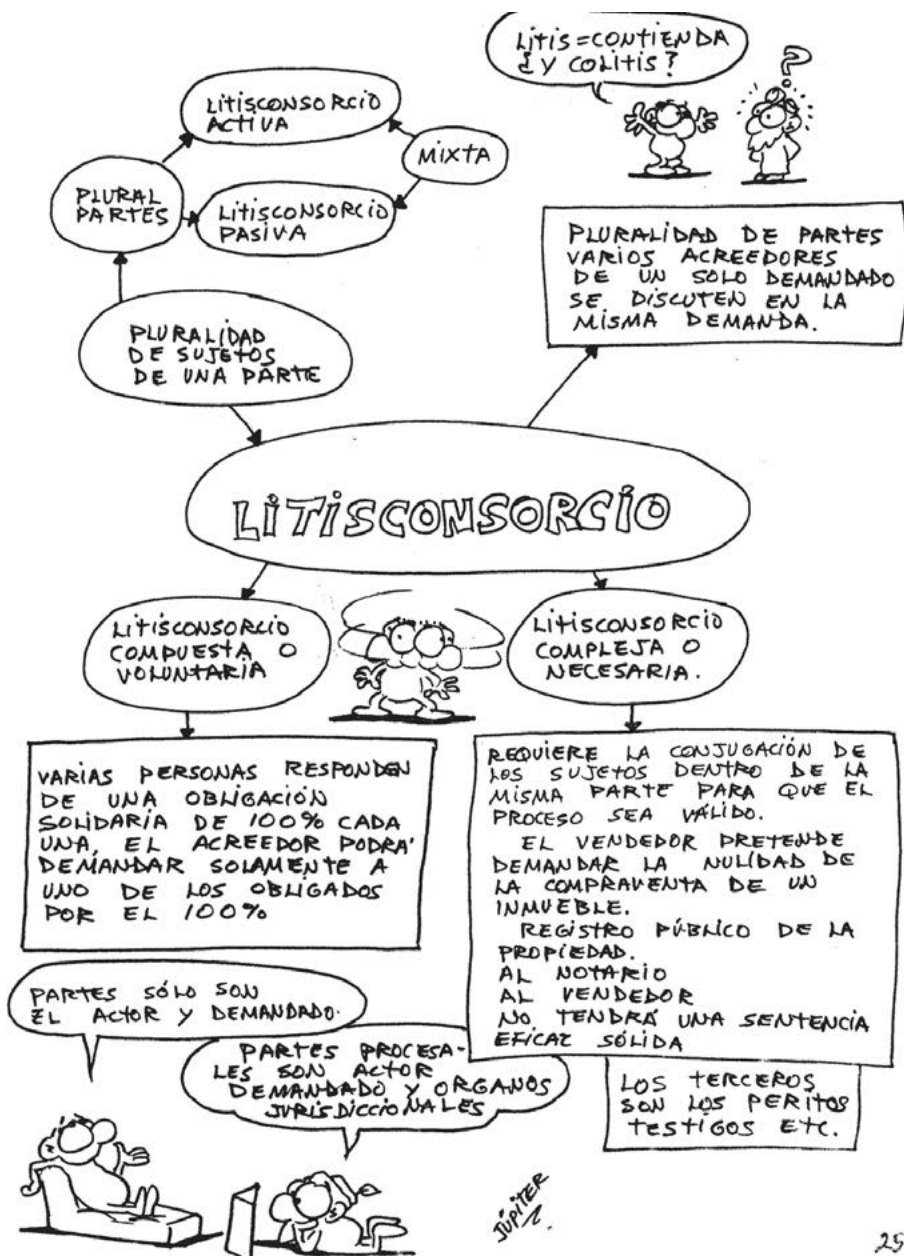 LITIS=CONTIENDA
¿Y COLITIS?
?
LITISCONSORCIO
ACTIVA
MIXTA
PLURAL
PARTES
LITISCONSORCIO
PASIVA
PLURALIDAD DE PARTES
VARIOS ACREEDORES
DE UN SOLO DEMANDADO
SE DISCUTEN EN LA
MISMA DEMANDA.
PLURALIDAD
DE SUJETOS
DE UNA PARTE
LITISCONSORCIO
LITISCONSORCIO
COMPUESTA O
VOLUNTARIA
LITISCONSORCIO
COMPLEJA O
NECESARIA.
VARIAS PERSONAS RESPONDEN
DE UNA OBLIGACIÓN
SOLIDARIA DE 100% CADA
UNA, EL ACREEDOR PODRÁ
DEMANDAR SOLAMENTE A
UNO DE LOS OBLIGADOS
POR EL 100%
REQUIERE LA CONJUGACIÓN DE
LOS SUJETOS DENTRO DE LA
MISMA PARTE PARA QUE EL
PROCESO SEA VÁLIDO.
EL VENDEDOR PRETENDE
DEMANDAR LA NULIDAD DE
LA COMPRAVENTA DE UN
INMUEBLE.
REGISTRO PÚBLICO DE LA
PROPIEDAD.
AL NOTARIO
AL VENDEDOR
NO TENDRÁ UNA SENTENCIA
EFICAZ SÓLIDA
PARTES SÓLO SON
EL ACTOR Y DEMANDADO.
PARTES PROCESA-
LES SON ACTOR
DEMANDADO Y ORGANOS
JURISDICCIONALES
LOS TERCEROS
SON LOS PERITOS
TESTIGOS ETC.
JÚPITER
25